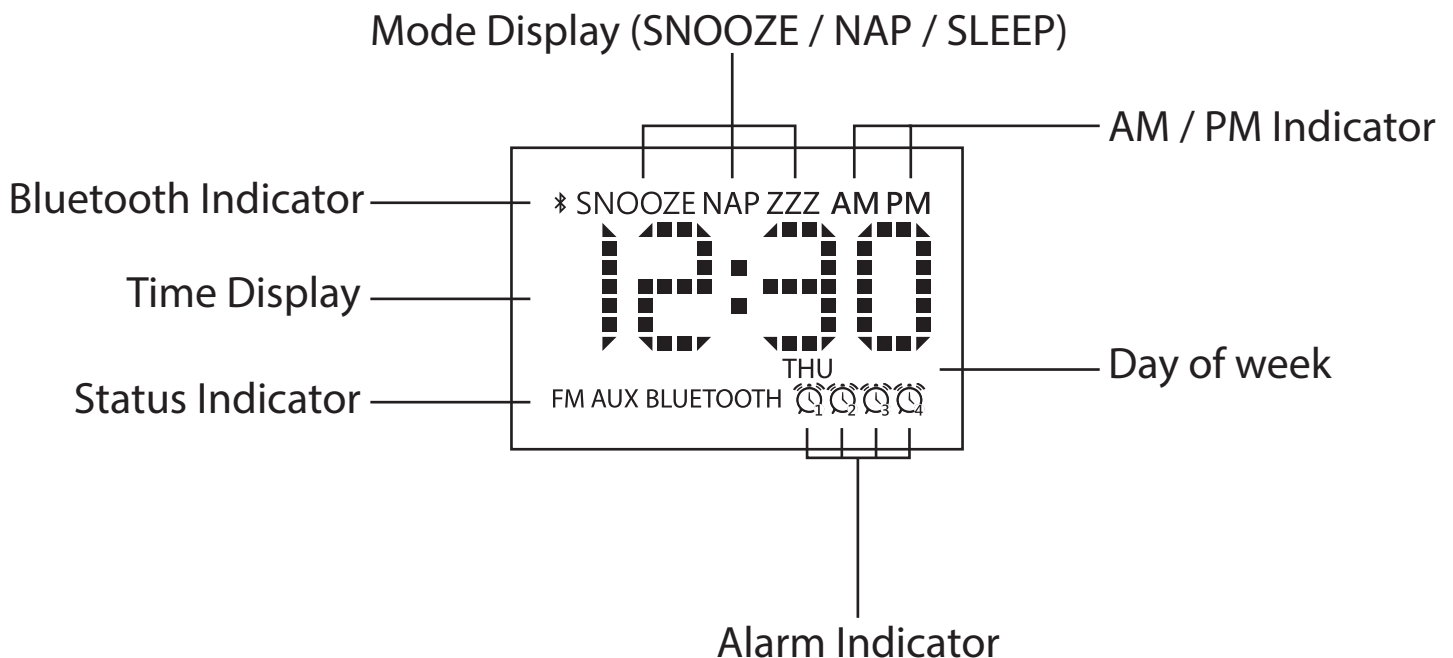 Mode Display (SNOOZE / NAP / SLEEP)
AM / PM Indicator
Bluetooth Indicator
SNOOZE NAP ZZZ AM PM
12:30
Time Display
THU
Day of week
Status Indicator
FM AUX BLUETOOTH 1 2 3 4
Alarm Indicator